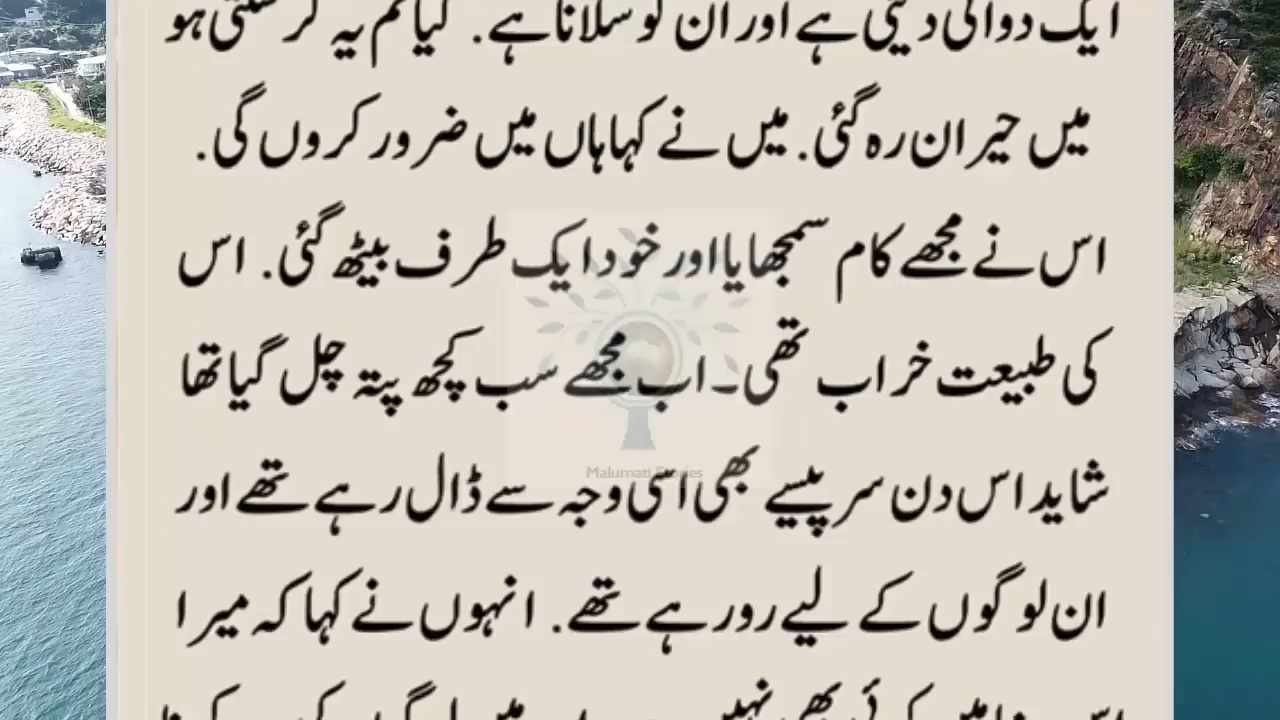 ایک دوائی دینی ہے اور ان کو سلانا ہے. کیا تم یہ کر سکتی ہو
میں حیران رہ گئی. میں نے کہا ہاں میں ضرور کروں گی.
اس نے مجھے کام سمجھایا اور خود ایک طرف بیٹھ گئی. اس
کی طبیعت خراب تھی۔ اب مجھے سب کچھ پتہ چل گیا تھا
Malumati Stories
شاید اس دن سر پیسے بھی اسی وجہ سے ڈال رہے تھے اور
ان لوگوں کے لیے رو رہے تھے. انہوں نے کہا کہ میرا